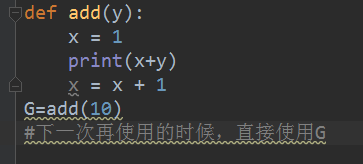 def add(y):
    x = 1
    print(x+y)
    x = x + 1
G=add(10)
#下一次再使用的时候，直接使用G